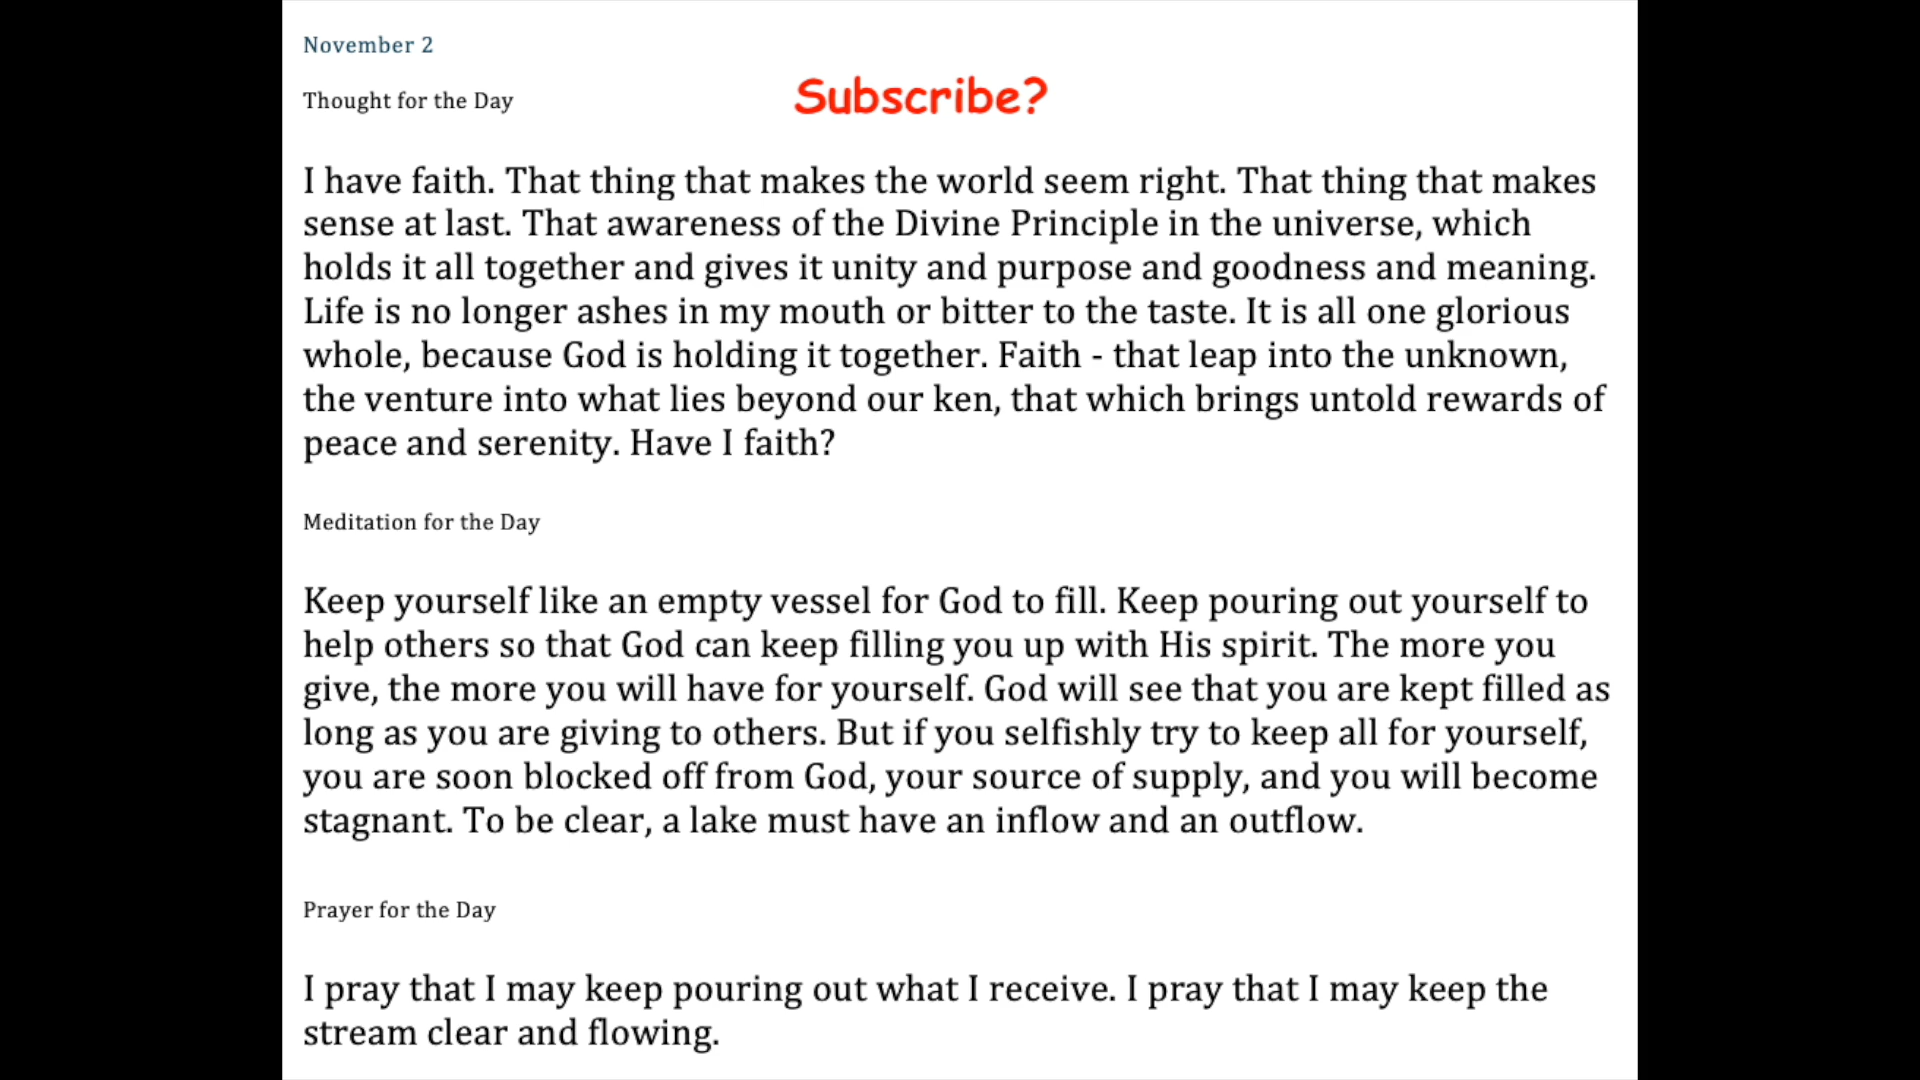 November 2
Subscribe?
Thought for the Day
I have faith. That thing that makes the world seem right. That thing that makes
sense at last. That awareness of the Divine Principle in the universe, which
holds it all together and gives it unity and purpose and goodness and meaning.
Life is no longer ashes in my mouth or bitter to the taste. It is all one glorious
whole, because God is holding it together. Faith - that leap into the unknown,
the venture into what lies beyond our ken, that which brings untold rewards of
peace and serenity. Have I faith?
Meditation for the Day
Keep yourself like an empty vessel for God to fill. Keep pouring out yourself to
help others so that God can keep filling you up with His spirit. The more you
give, the more you will have for yourself. God will see that you are kept filled as
long as you are giving to others. But if you selfishly try to keep all for yourself,
you are soon blocked off from God, your source of supply, and you will become
stagnant. To be clear, a lake must have an inflow and an outflow.
Prayer for the Day
I pray that I may keep pouring out what I receive. I pray that I may keep the
stream clear and flowing.